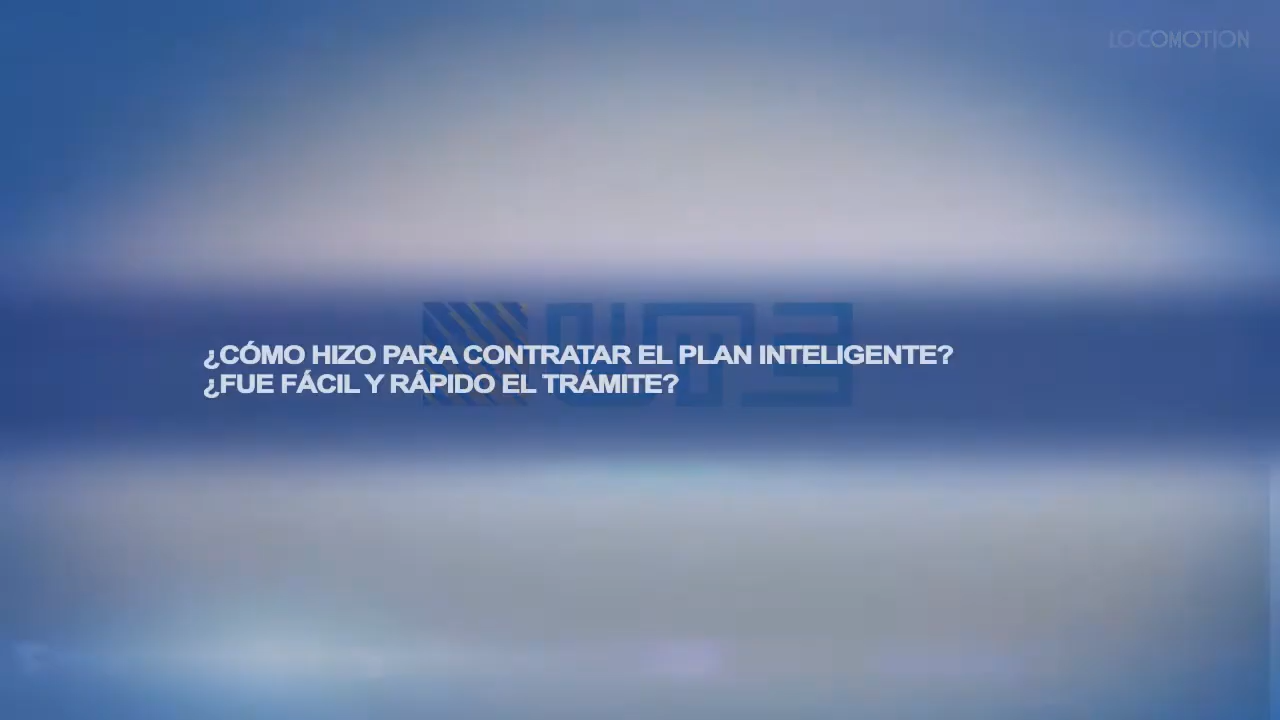 LOCOMOTION
¿CÓMO HIZO PARA CONTRATAR EL PLAN INTELIGENTE?
¿FUE FÁCIL Y RÁPIDO EL TRÁMITE?